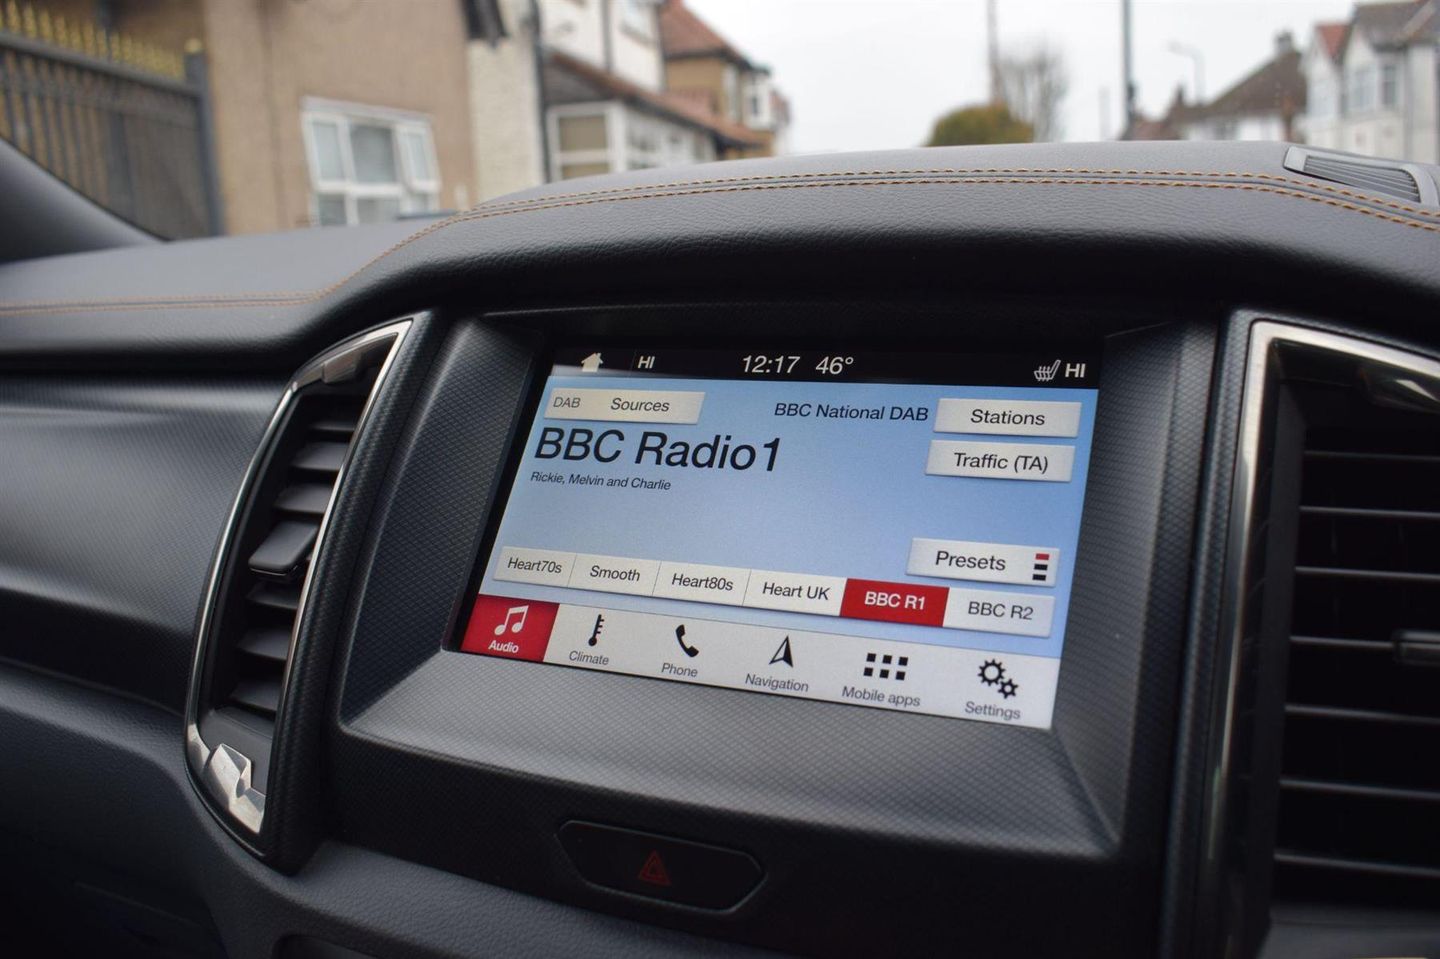 HI 12:17 46° HI
DAB Sources BBC National DAB Stations
BBC Radio1
Traffic (TA)
Rickie, Melvin and Charlie
Presets
Heart70s Smooth Heart80s Heart UK BBC R1 BBC R2
Audio Climate Phone Navigation Mobile apps Settings